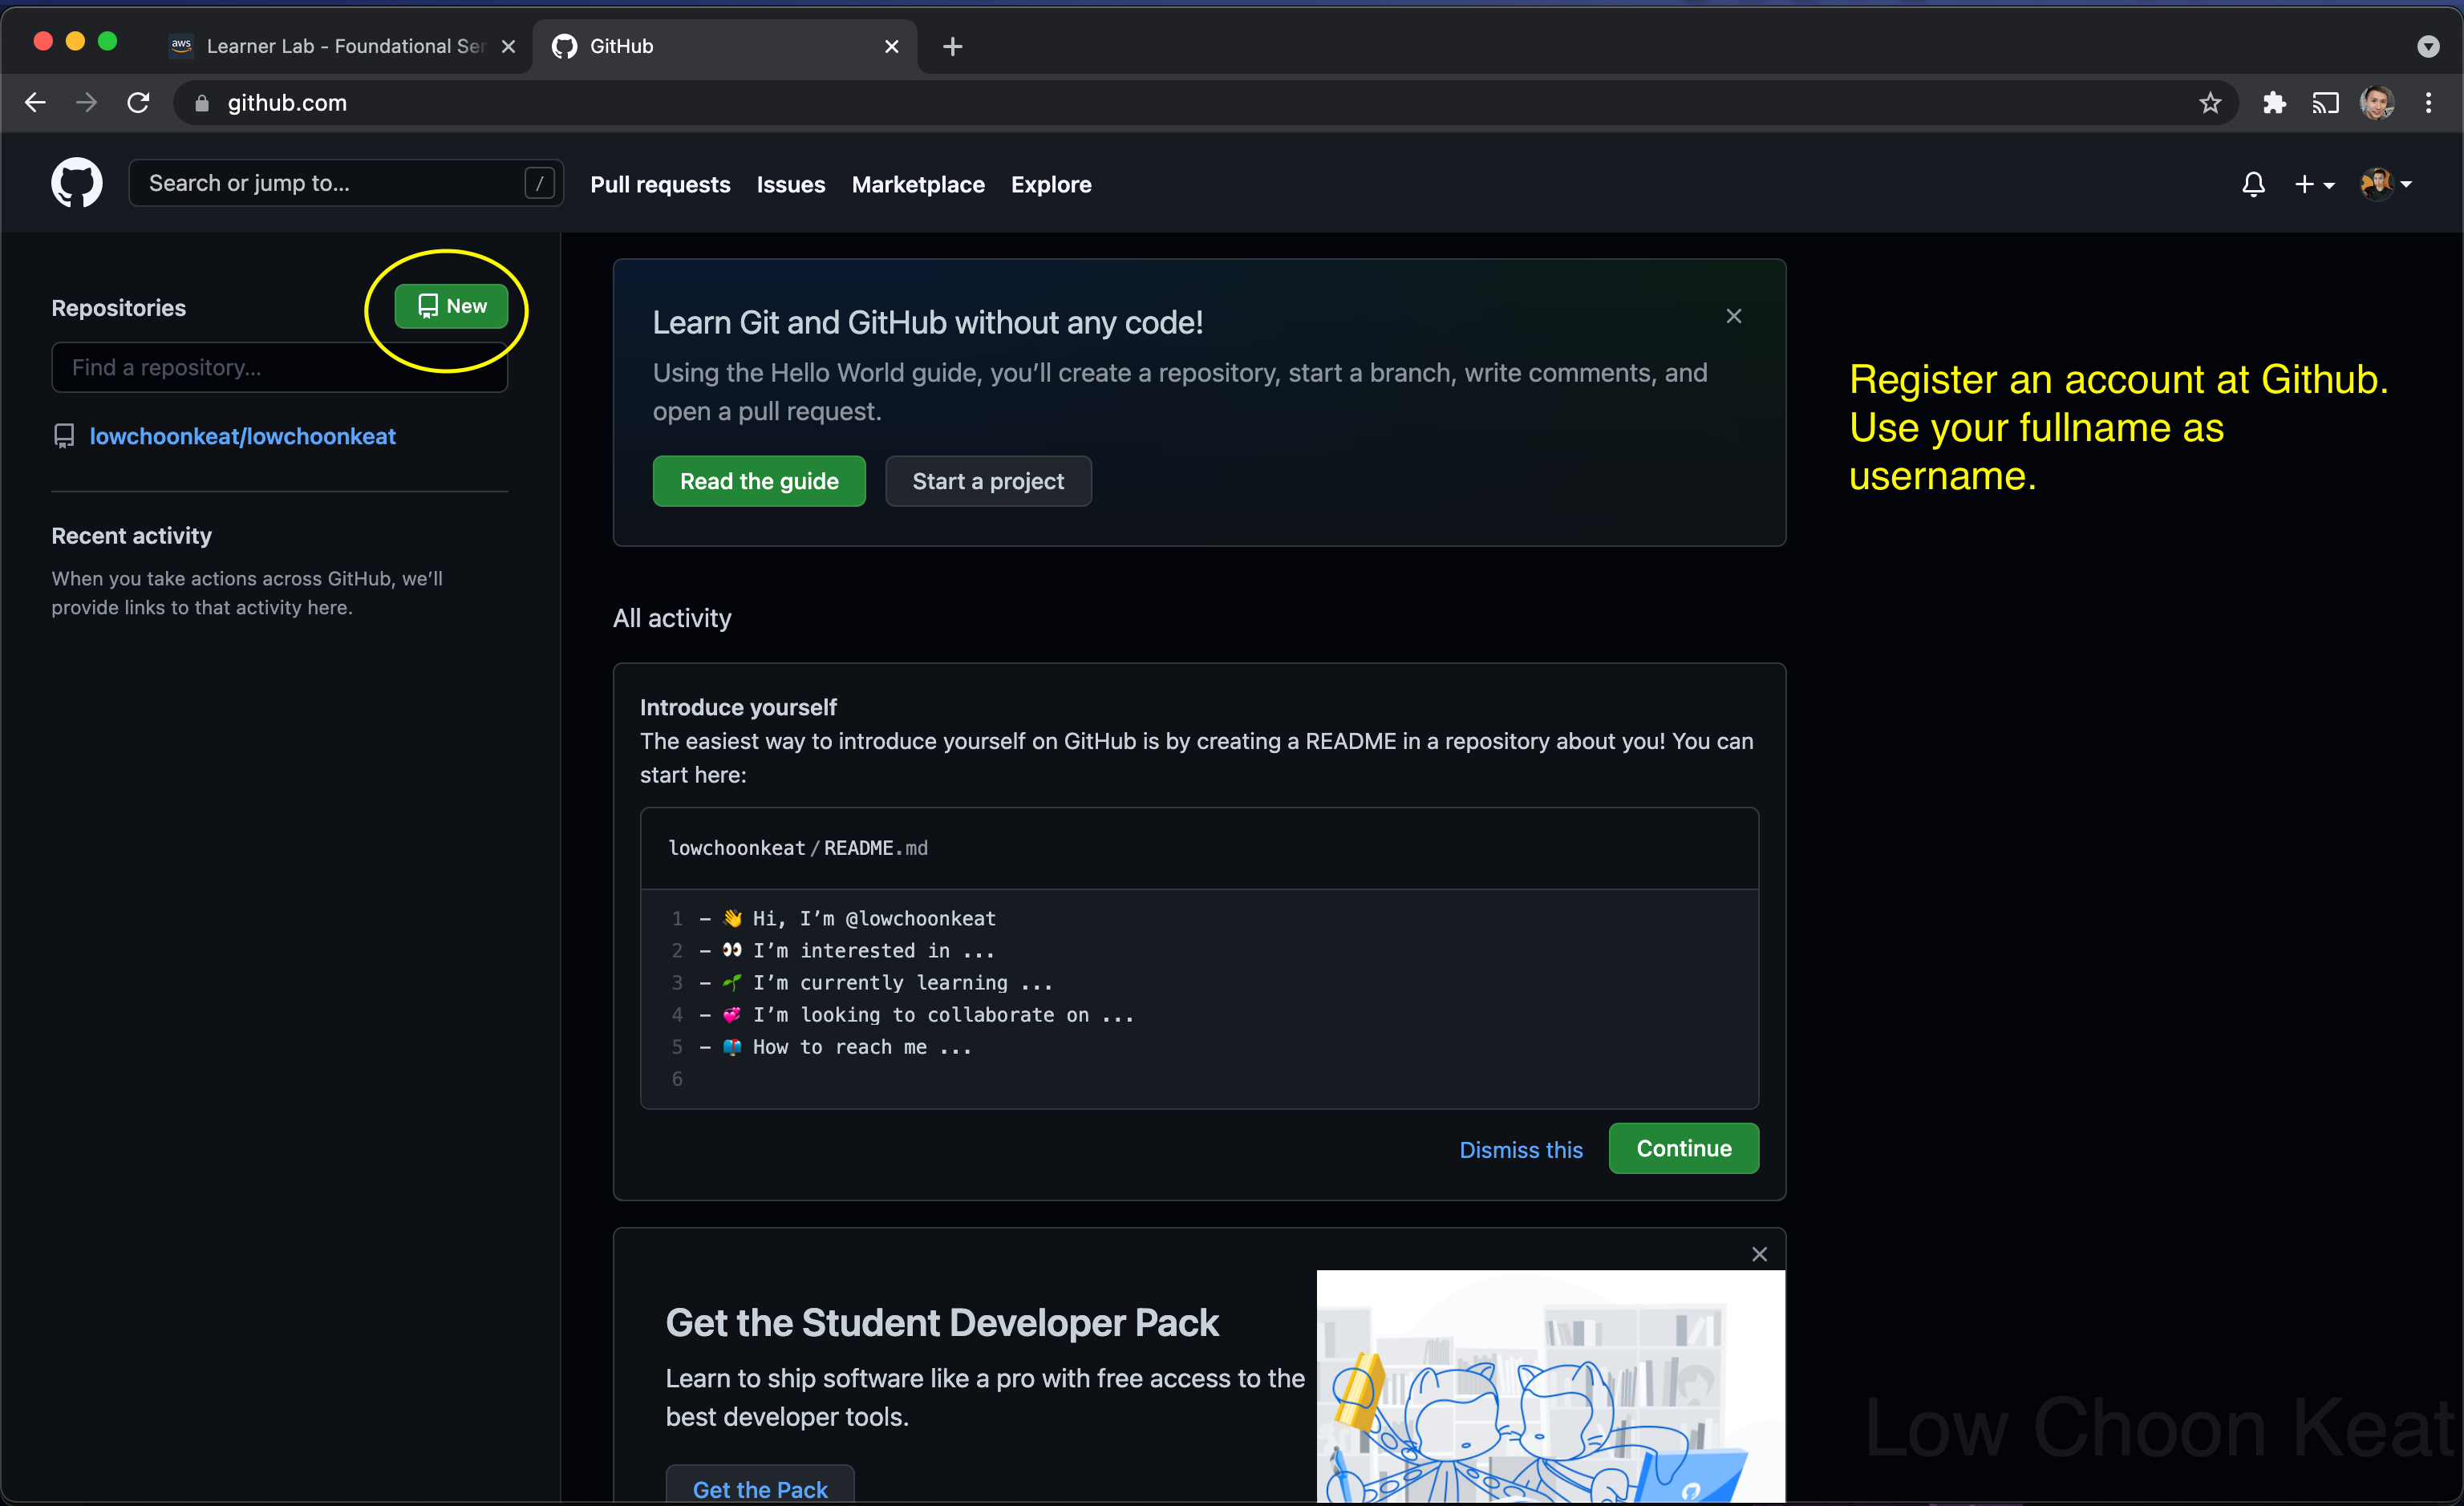 aws Learner Lab - Foundational Ser
GitHub
github.com
Search or jump to... /
Pull requests Issues Marketplace Explore
Repositories
New
Find a repository...
lowchoonkeat/lowchoonkeat
Recent activity
When you take actions across GitHub, we’ll
provide links to that activity here.
Learn Git and GitHub without any code!
Using the Hello World guide, you’ll create a repository, start a branch, write comments, and
open a pull request.
Read the guide Start a project
Register an account at Github.
Use your fullname as
username.
All activity
Introduce yourself
The easiest way to introduce yourself on GitHub is by creating a README in a repository about you! You can
start here:
lowchoonkeat/README.md
1 - 👋 Hi, I’m @lowchoonkeat
2 - 👀 I’m interested in ...
3 - 🌱 I’m currently learning ...
4 - 💞️ I’m looking to collaborate on ...
5 - 📫 How to reach me ...
6
Dismiss this Continue
Get the Student Developer Pack
Learn to ship software like a pro with free access to the
best developer tools.
Get the Pack
Low Choon Keat